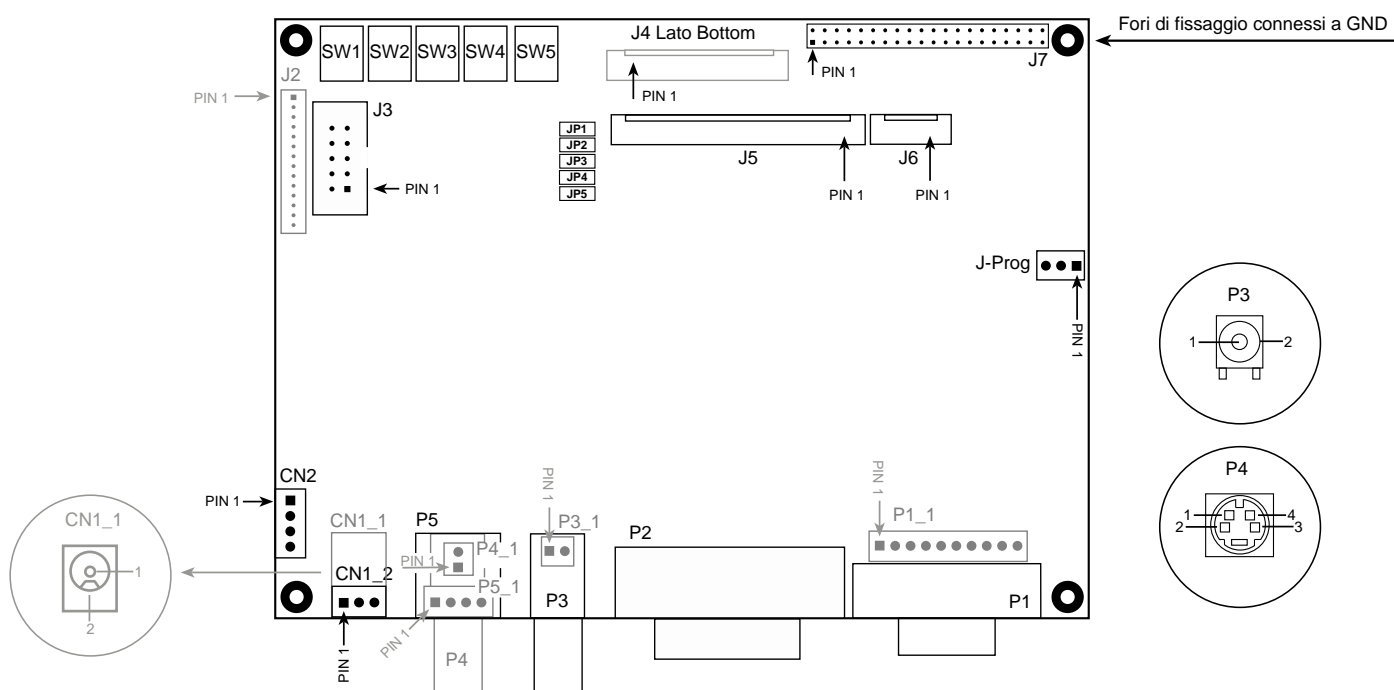 Fori di fissaggio connessi a GND
SW1 SW2 SW3 SW4 SW5
J4 Lato Bottom
J7
PIN 1
J2
PIN 1
PIN 1
J3
PIN 1
JP1
JP2
JP3
JP4
JP5
J5
PIN 1
J6
PIN 1
J-Prog
PIN 1
P3
1
2
P4
1
2
4
3
CN2
PIN 1
CN1_1
1
2
CN1_1
CN1_2
PIN 1
P5
P4_1
PIN 1
P5_1
PIN 1
P4
PIN 1
P3_1
P3
P2
PIN 1
P1_1
P1